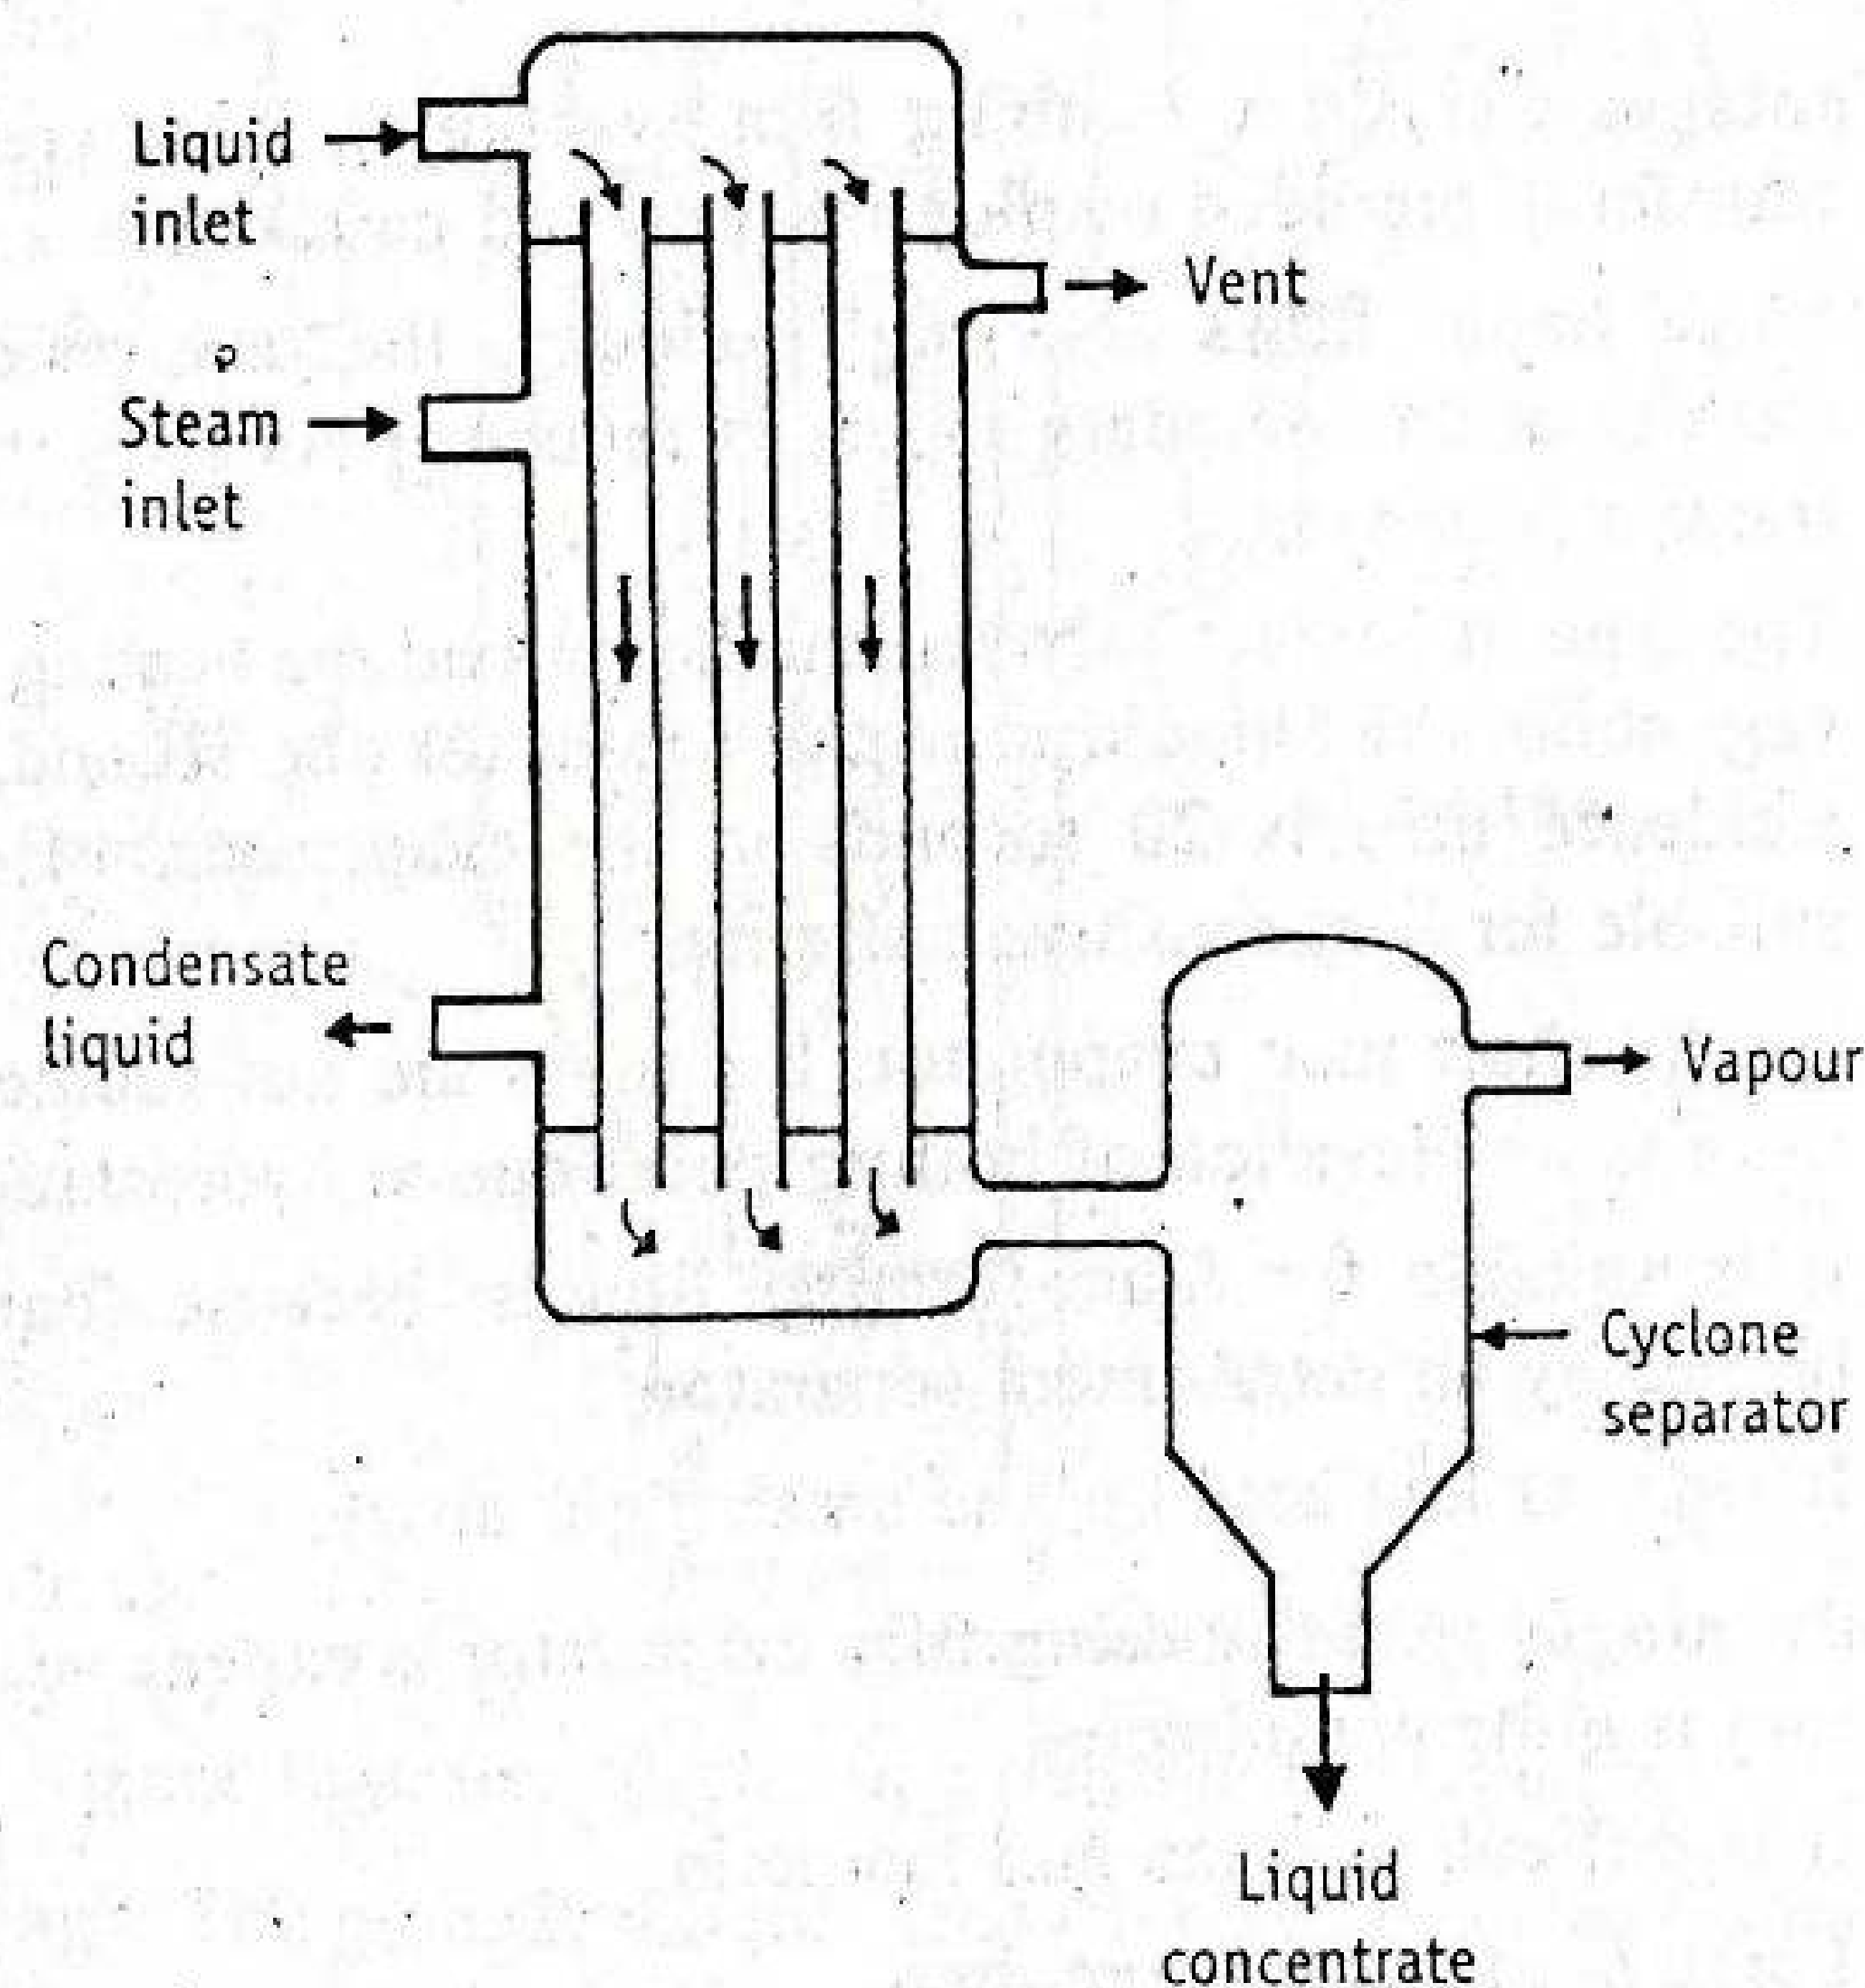 Liquid
inlet
Vent
Steam
inlet
Condensate
liquid
Vapour
Cyclone
separator
Liquid
concentrate